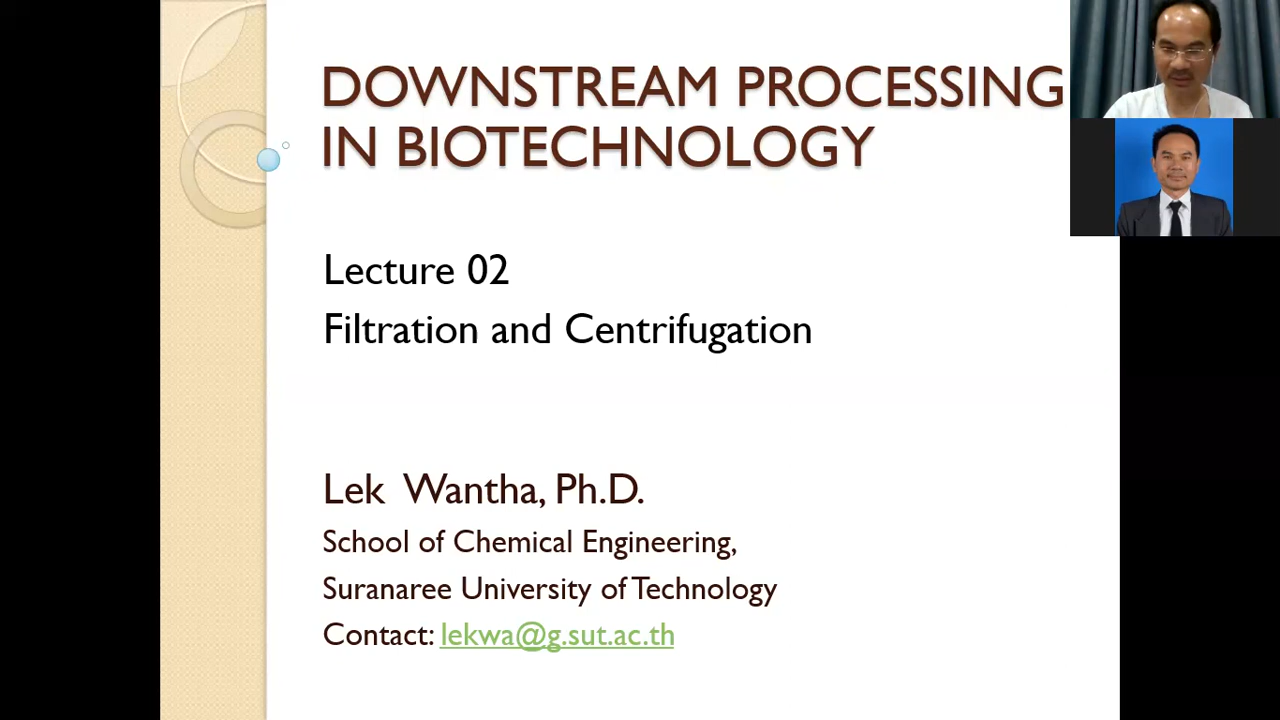 DOWNSTREAM PROCESSING
IN BIOTECHNOLOGY
Lecture 02
Filtration and Centrifugation
Lek Wantha, Ph.D.
School of Chemical Engineering,
Suranaree University of Technology
Contact: lekwa@g.sut.ac.th